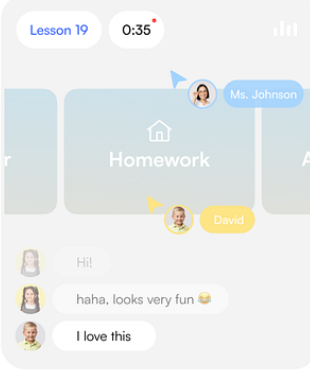 Lesson 19
0:35
Ms. Johnson
r
Homework
A
David
Hi!
haha, looks very fun 😂
I love this